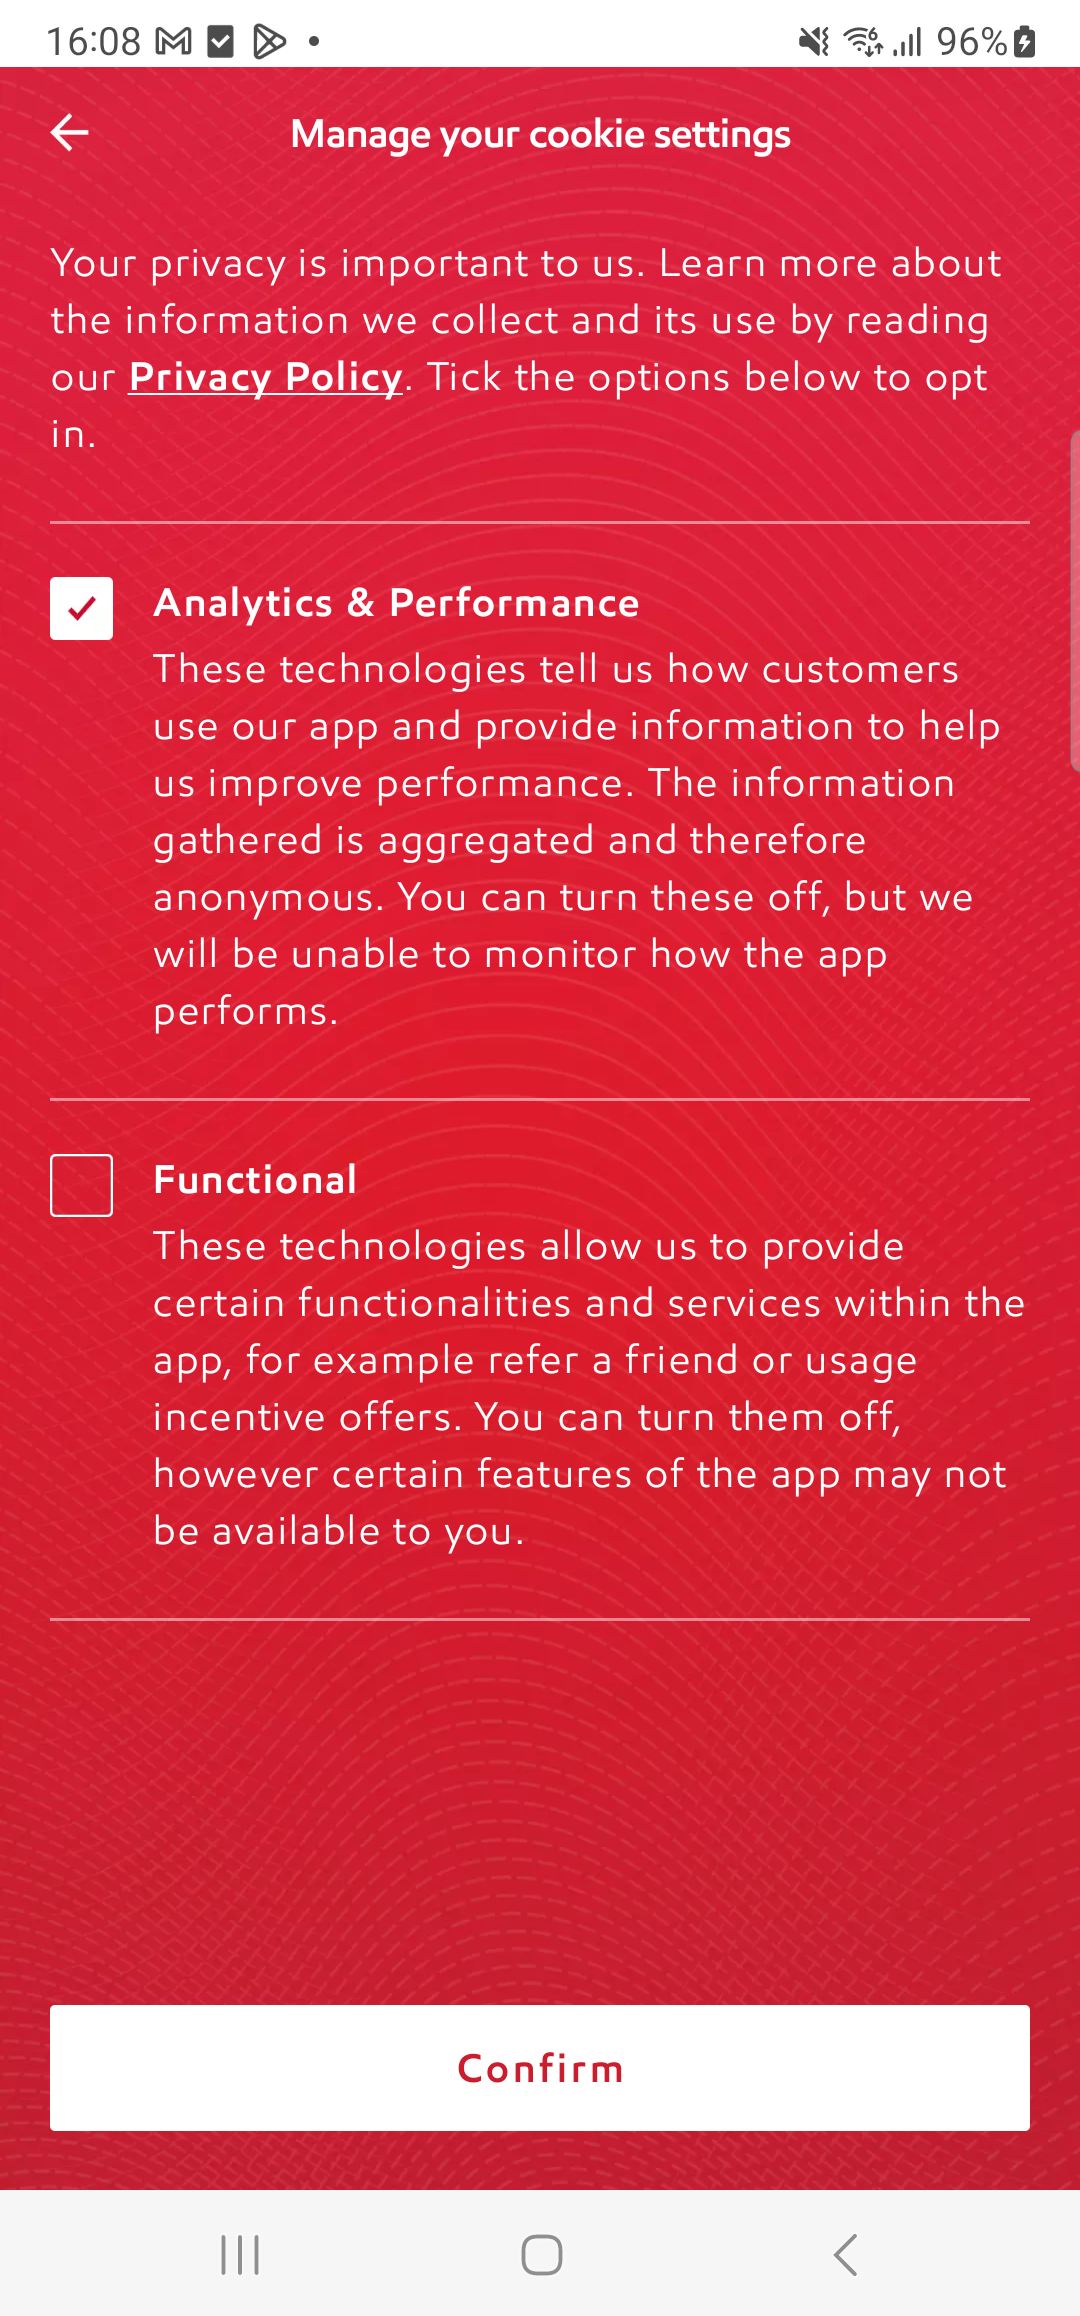 16:08
96%
Manage your cookie settings
Your privacy is important to us. Learn more about
the information we collect and its use by reading
our Privacy Policy. Tick the options below to opt
in.
Analytics & Performance
These technologies tell us how customers
use our app and provide information to help
us improve performance. The information
gathered is aggregated and therefore
anonymous. You can turn these off, but we
will be unable to monitor how the app
performs.
Functional
These technologies allow us to provide
certain functionalities and services within the
app, for example refer a friend or usage
incentive offers. You can turn them off,
however certain features of the app may not
be available to you.
Confirm